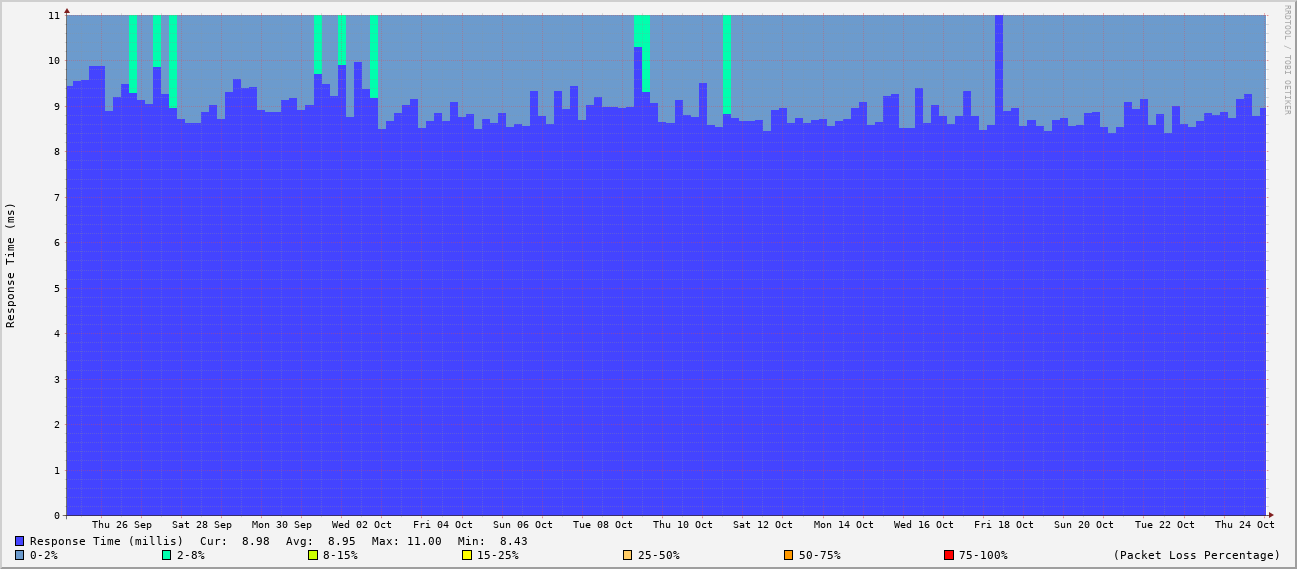 11
10
9
8
7
6
5
4
3
2
1
0
Response Time (ms)
RRDTOOL / TOBI OETIKER
Thu 26 Sep Sat 28 Sep Mon 30 Sep Wed 02 Oct Fri 04 Oct Sun 06 Oct Tue 08 Oct Thu 10 Oct Sat 12 Oct Mon 14 Oct Wed 16 Oct Fri 18 Oct Sun 20 Oct Tue 22 Oct Thu 24 Oct
Response Time (millis) Cur: 8.98 Avg: 8.95 Max: 11.00 Min: 8.43
0-2% 2-8% 8-15% 15-25% 25-50% 50-75% 75-100% (Packet Loss Percentage)